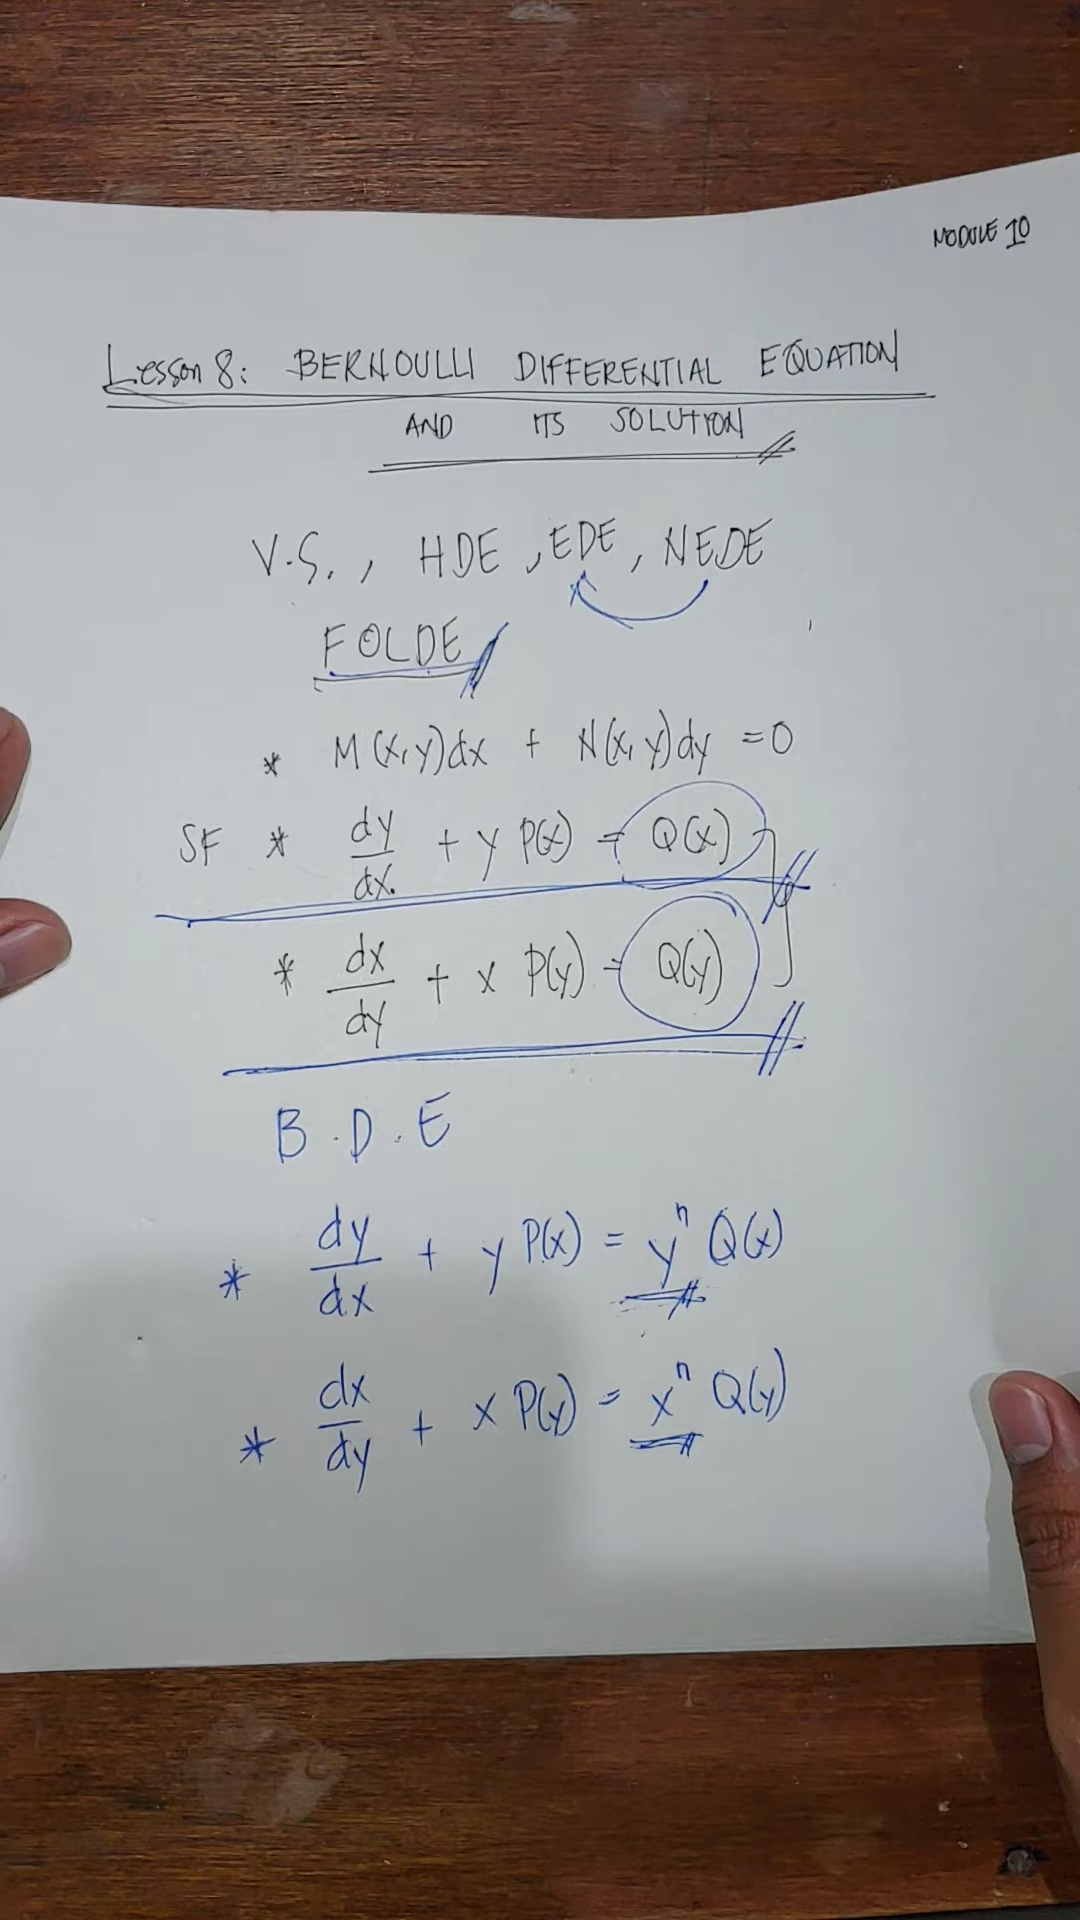 MODULE 10
Lesson 8: BERNOULLI DIFFERENTIAL EQUATION
AND ITS SOLUTION
V.S., HDE, EDE, NEDE
FOLDE
* M(x,y)dx + N(x,y)dy = 0
SF * dy/dx + y P(x) = Q(x)
* dx/dy + x P(y) = Q(y)
B.D.E
* dy/dx + y P(x) = yⁿ Q(x)
* dx/dy + x P(y) = xⁿ Q(y)